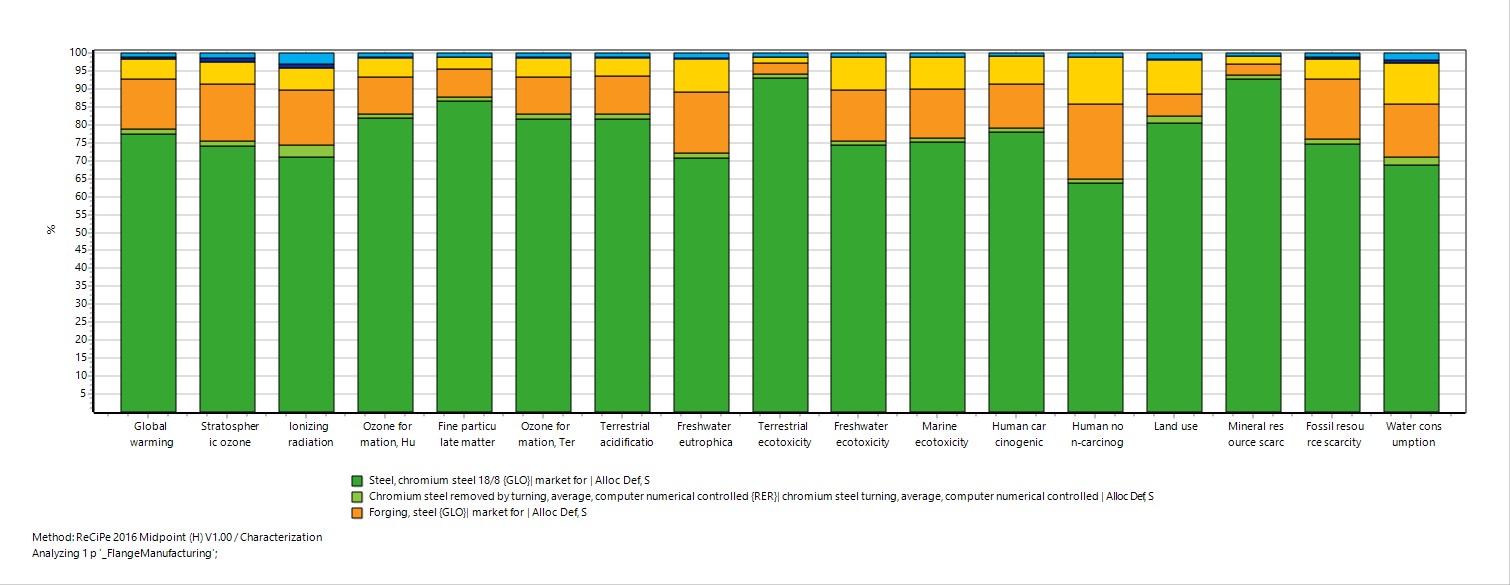 100
95
90
85
80
75
70
65
60
55
50
45
40
35
30
25
20
15
10
5
%
Global
warming
Stratospher
ic ozone
Ionizing
radiation
Ozone for
mation, Hu
Fine particu
late matter
Ozone for
mation, Ter
Terrestrial
acidificatio
Freshwater
eutrophica
Terrestrial
ecotoxicity
Freshwater
ecotoxicity
Marine
ecotoxicity
Human car
cinogenic
Human no
n-carcinog
Land use
Mineral res
ource scarc
Fossil resou
rce scarcity
Water cons
umption
Steel, chromium steel 18/8 {GLO}| market for | Alloc Def, S
Chromium steel removed by turning, average, computer numerical controlled {RER}| chromium steel turning, average, computer numerical controlled | Alloc Def, S
Forging, steel {GLO}| market for | Alloc Def, S
Method: ReCiPe 2016 Midpoint (H) V1.00 / Characterization
Analyzing 1 p '_FlangeManufacturing';